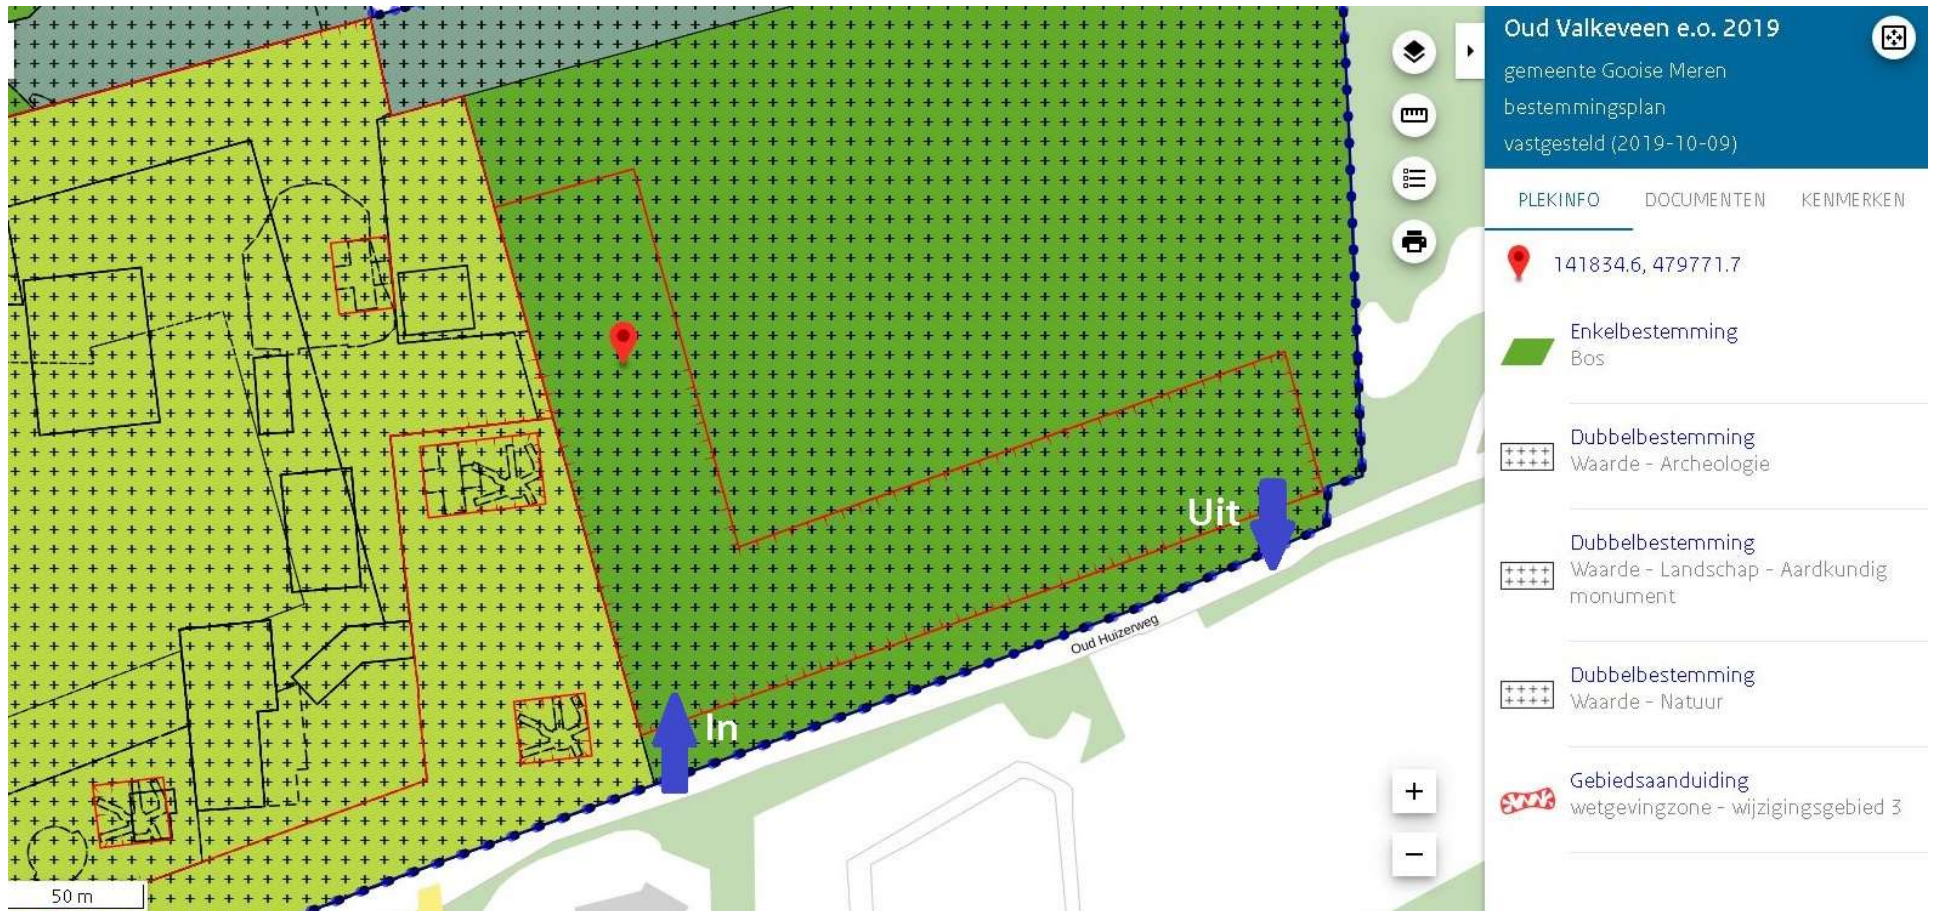 Oud Valkeveen e.o. 2019
gemeente Gooise Meren
bestemmingsplan
vastgesteld (2019-10-09)
PLEKINFO DOCUMENTEN KENMERKEN
141834.6, 479771.7
Enkelbestemming
Bos
Dubbelbestemming
Waarde - Archeologie
Dubbelbestemming
Waarde - Landschap - Aardkundig
monument
Dubbelbestemming
Waarde - Natuur
Gebiedsaanduiding
wetgevingzone - wijzigingsgebied 3
Uit
Oud Huizerweg
In
50 m